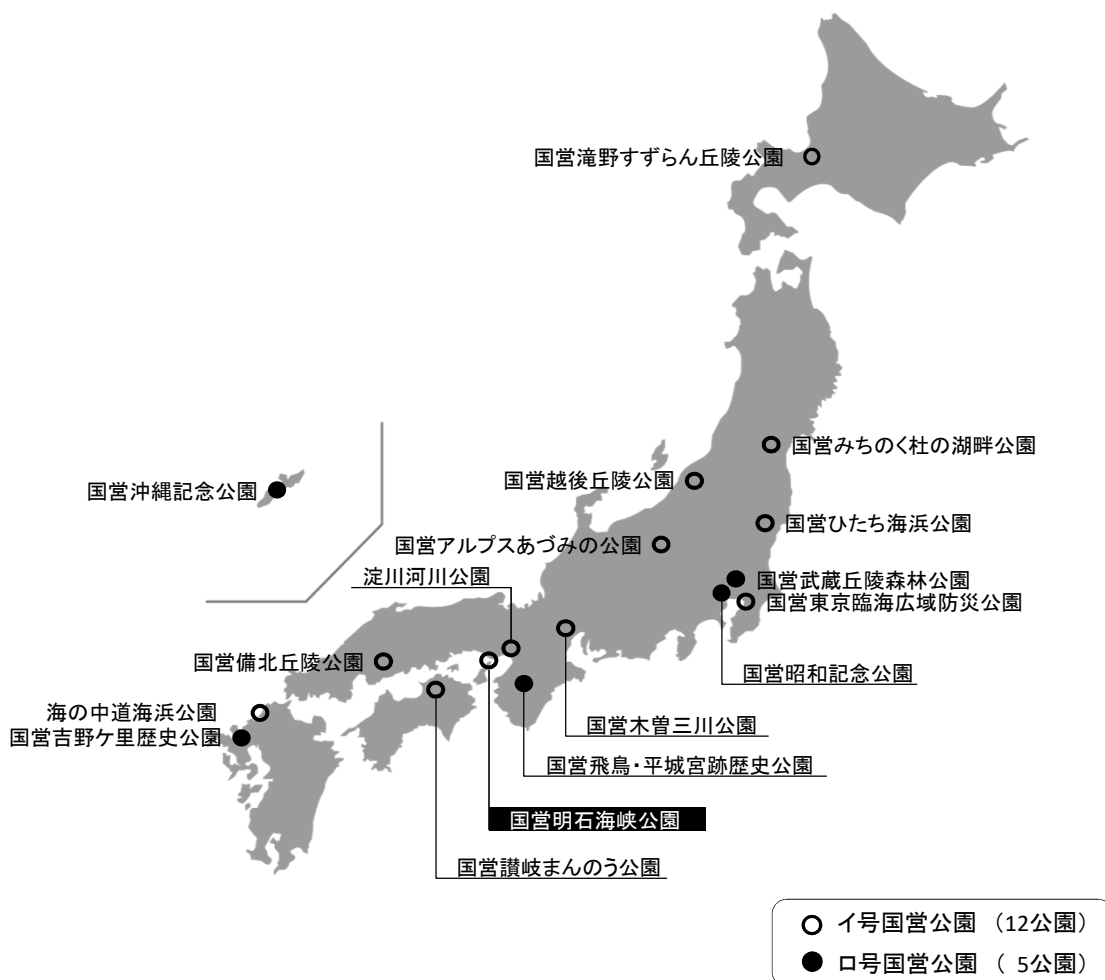 国営滝野すずらん丘陵公園
国営みちのく杜の湖畔公園
国営越後丘陵公園
国営沖縄記念公園
国営ひたち海浜公園
国営アルプスあづみの公園
淀川河川公園
国営武蔵丘陵森林公園
国営東京臨海広域防災公園
国営備北丘陵公園
国営昭和記念公園
海の中道海浜公園
国営木曽三川公園
国営吉野ケ里歴史公園
国営飛鳥・平城宮跡歴史公園
国営明石海峡公園
国営讃岐まんのう公園
イ号国営公園 （12公園）
ロ号国営公園 （ 5公園）